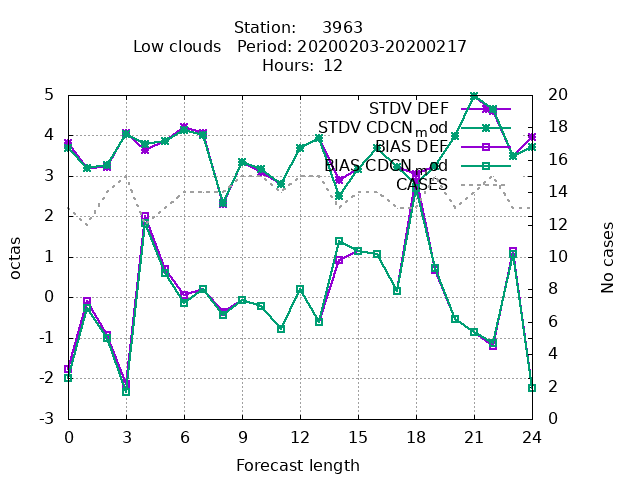 Station: 3963
Low clouds Period: 20200203-20200217
Hours: 12
STDV DEF
STDV CDCN_mod
BIAS DEF
BIAS CDCN_mod
CASES
5
4
3
2
1
0
-1
-2
-3
20
18
16
14
12
10
8
6
4
2
0
octas
No cases
0 3 6 9 12 15 18 21 24
Forecast length